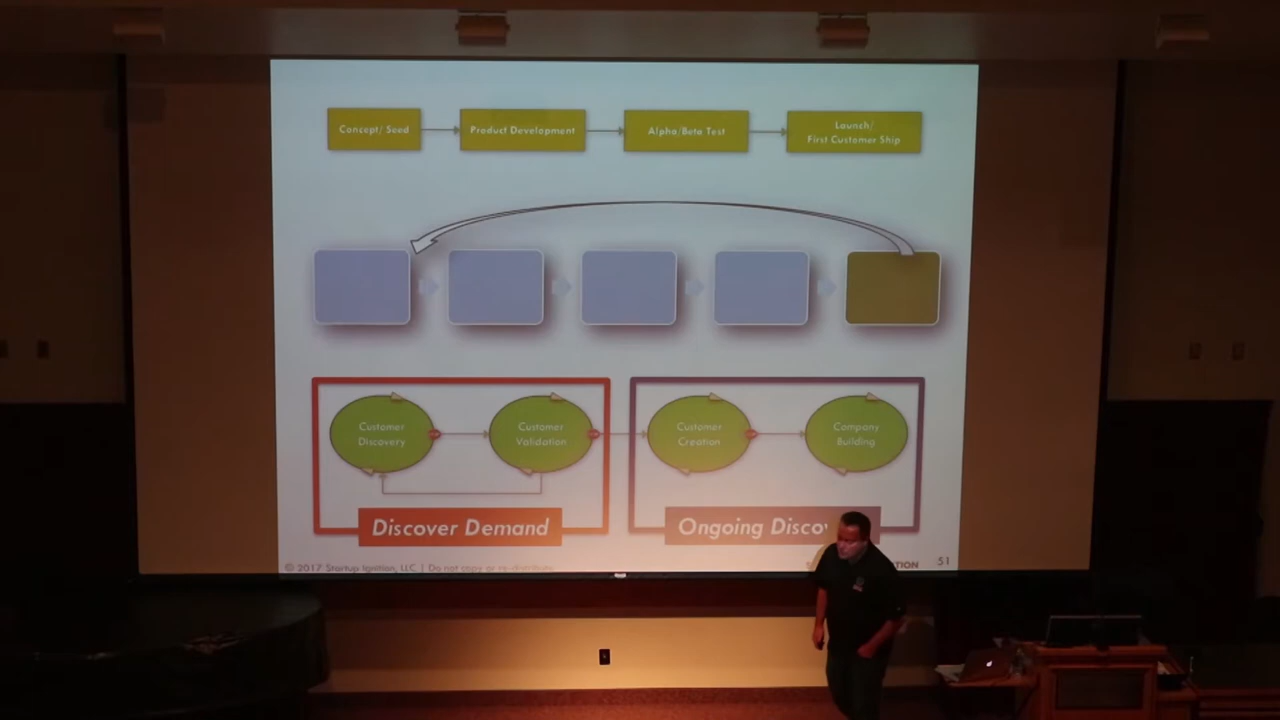 Concept/ Seed
Product Development
Alpha/Beta Test
Launch/
First Customer Ship
Customer
Discovery
Customer
Validation
Customer
Creation
Company
Building
Discover Demand
Ongoing Disco
© 2017 Startup Ignition, LLC | Do not copy or re-distribute.
51